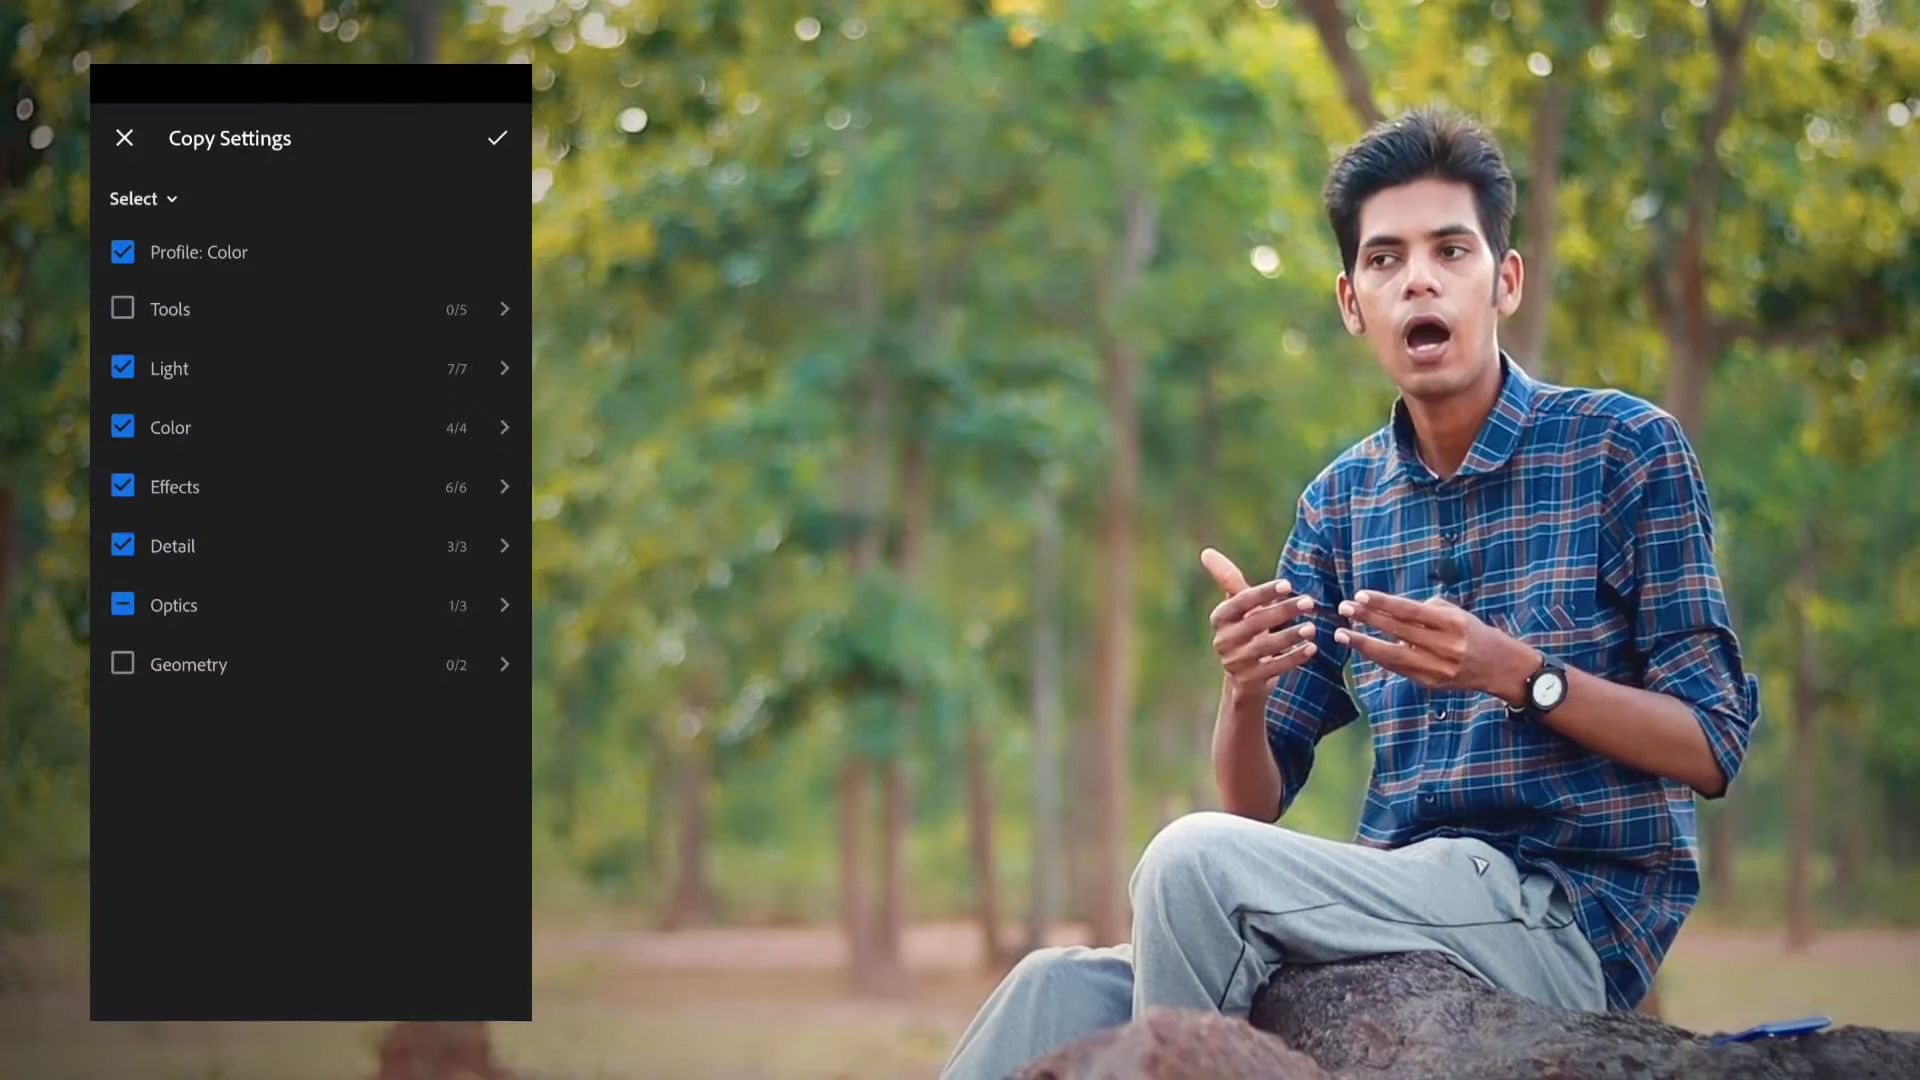 Copy Settings
Select
Profile: Color
Tools 0/5
Light 7/7
Color 4/4
Effects 6/6
Detail 3/3
Optics 1/3
Geometry 0/2